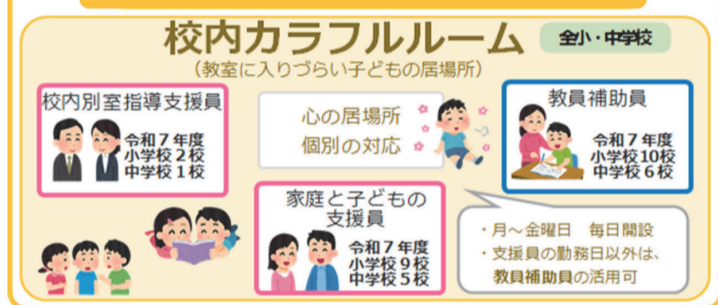 校内カラフルルーム
全小・中学校
（教室に入りづらい子どもの居場所）
校内別室指導支援員
令和7年度
小学校2校
中学校1校
心の居場所
個別の対応
教員補助員
令和7年度
小学校10校
中学校6校
家庭と子どもの
支援員
令和7年度
小学校9校
中学校5校
・月～金曜日　毎日開設
・支援員の勤務日以外は、
教員補助員の活用可